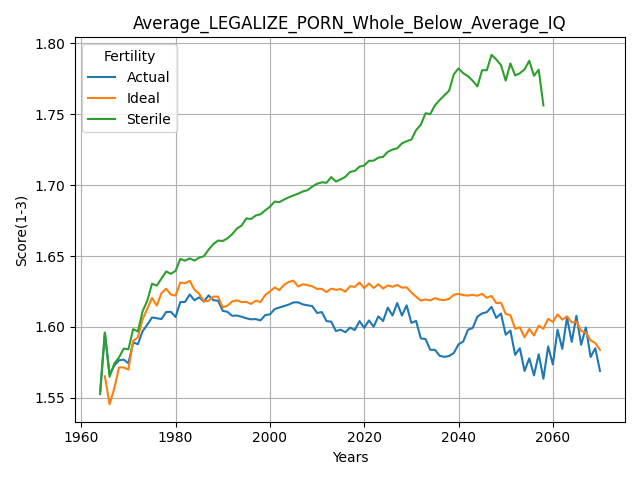 Average_LEGALIZE_PORN_Whole_Below_Average_IQ
Fertility
Actual
Ideal
Sterile
Score(1-3)
1.80
1.75
1.70
1.65
1.60
1.55
1960
1980
2000
2020
2040
2060
Years